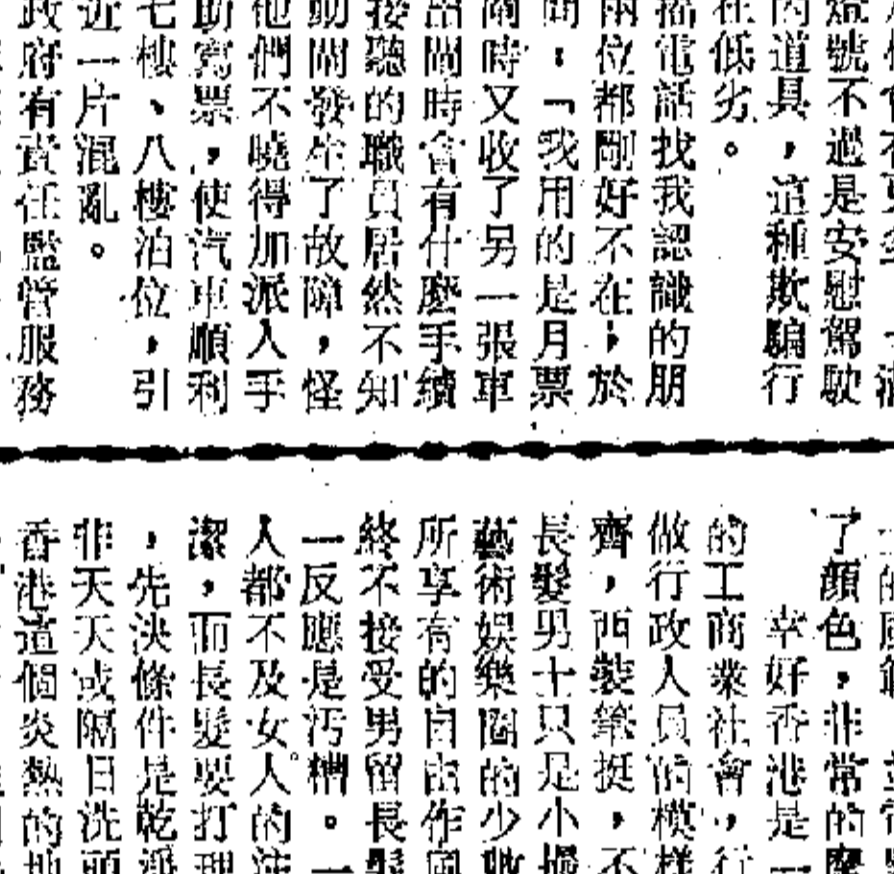 燈號不過是安慰駕駛
內道具，這種欺騙行
在低劣。
搖電話找我認識的朋
兩位都剛好不在，於
問：「我用的是月票
閘時又收了另一張車
出閘時會有什麼手續
接聽的職員居然不知
動閘發生了故障，怪
他們不曉得加派人手
助寫票，使汽車順利
七樓、八樓泊位，引
近一片混亂。
政府有責任監管服務
了顏色，非常的
幸好香港是一
的工商業社會，行
做行政人員的模樣
齊，西裝筆挺，不
長髮男士只是小撮
藝術娛樂圈的少數
所享有的自由作風
終不接受男留長髮
一反應是污糟。一
人都不及女人的
潔，而長髮要打理
，先決條件是乾淨
非天天或隔日洗頭
香港這個炎熱的地